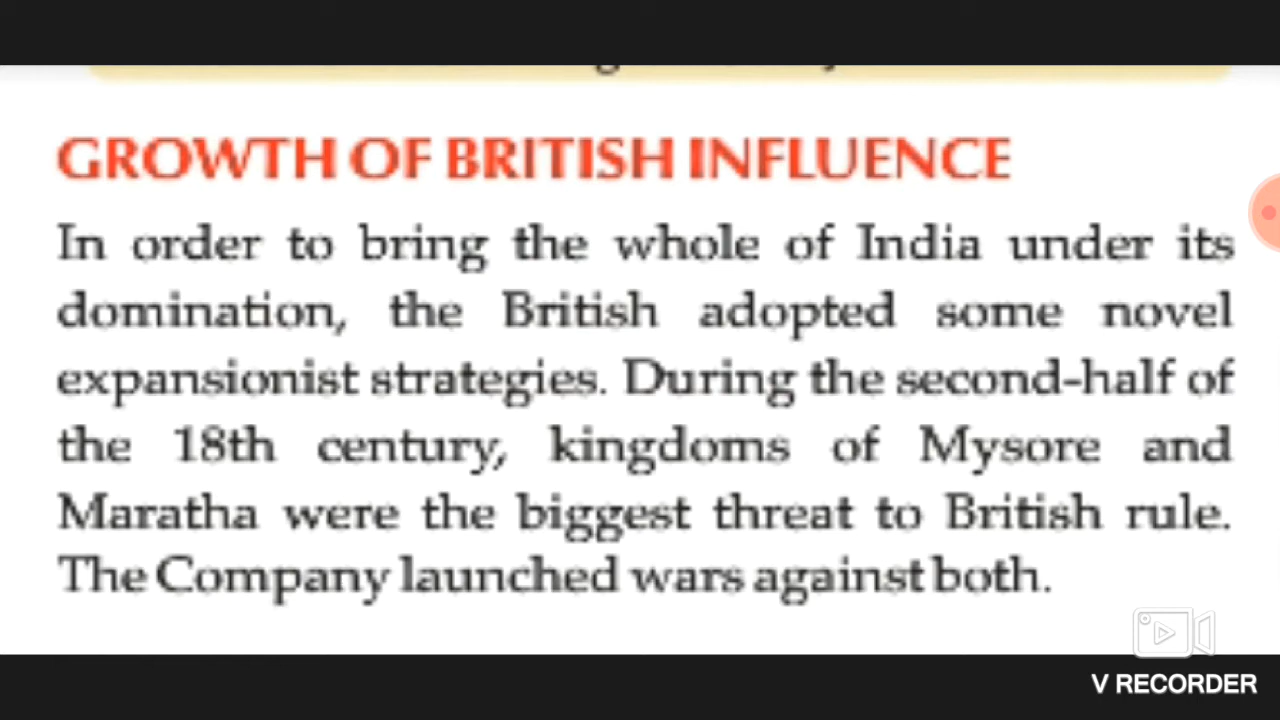 GROWTH OF BRITISH INFLUENCE
In order to bring the whole of India under its
domination, the British adopted some novel
expansionist strategies. During the second-half of
the 18th century, kingdoms of Mysore and
Maratha were the biggest threat to British rule.
The Company launched wars against both.
V RECORDER